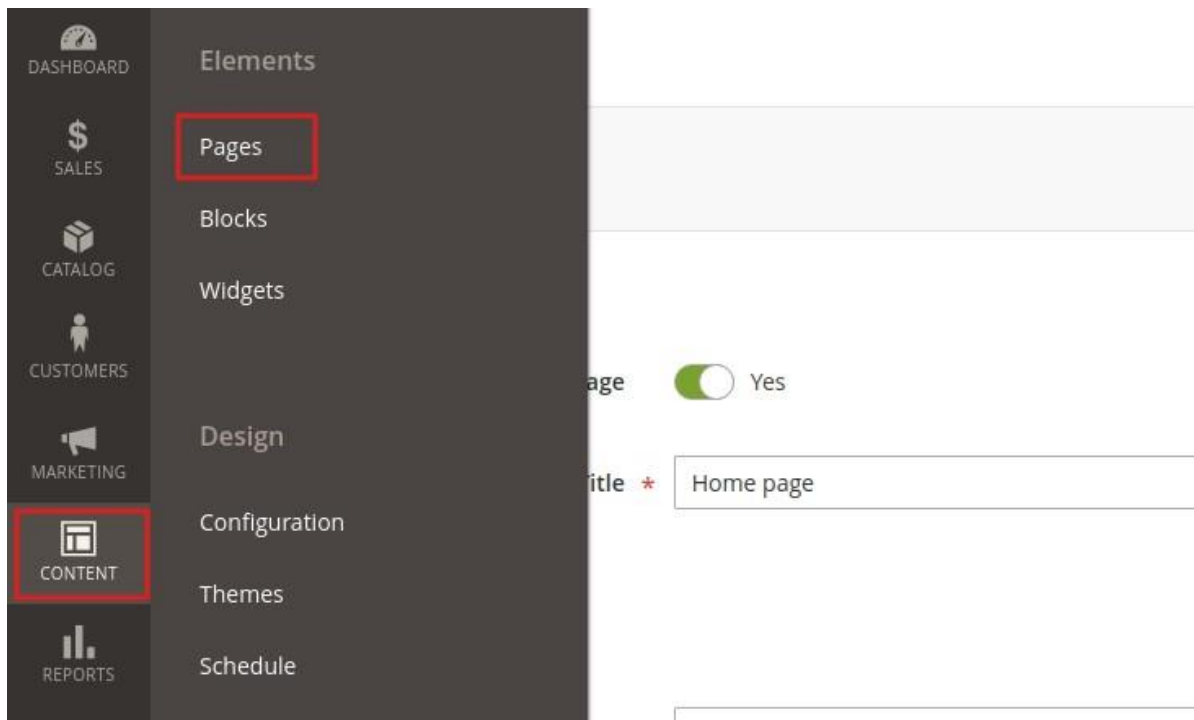 DASHBOARD
SALES
CATALOG
CUSTOMERS
MARKETING
CONTENT
REPORTS
Elements
Pages
Blocks
Widgets
Design
Configuration
Themes
Schedule
age
Yes
itle *
Home page